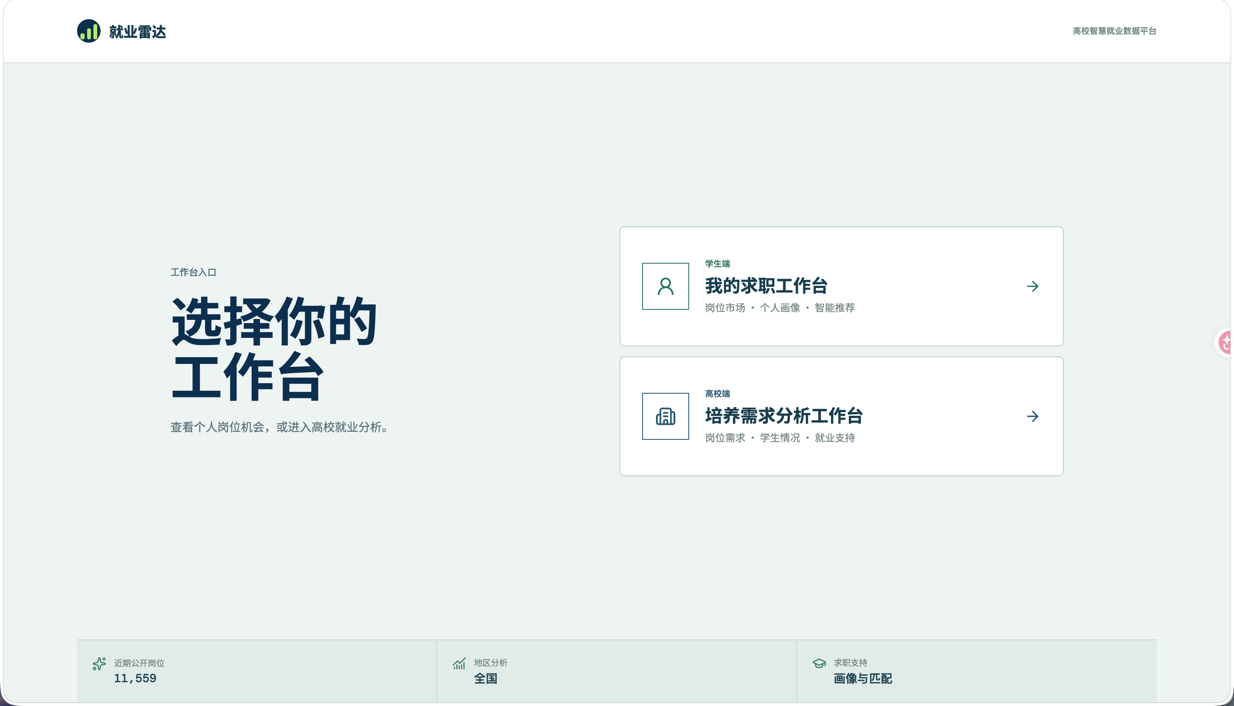 就业雷达
高校智慧就业数据平台
工作台入口
选择你的
工作台
查看个人岗位机会，或进入高校就业分析。
学生端
我的求职工作台
岗位市场 · 个人画像 · 智能推荐
高校端
培养需求分析工作台
岗位需求 · 学生情况 · 就业支持
近期公开岗位
11,559
地区分析
全国
求职支持
画像与匹配